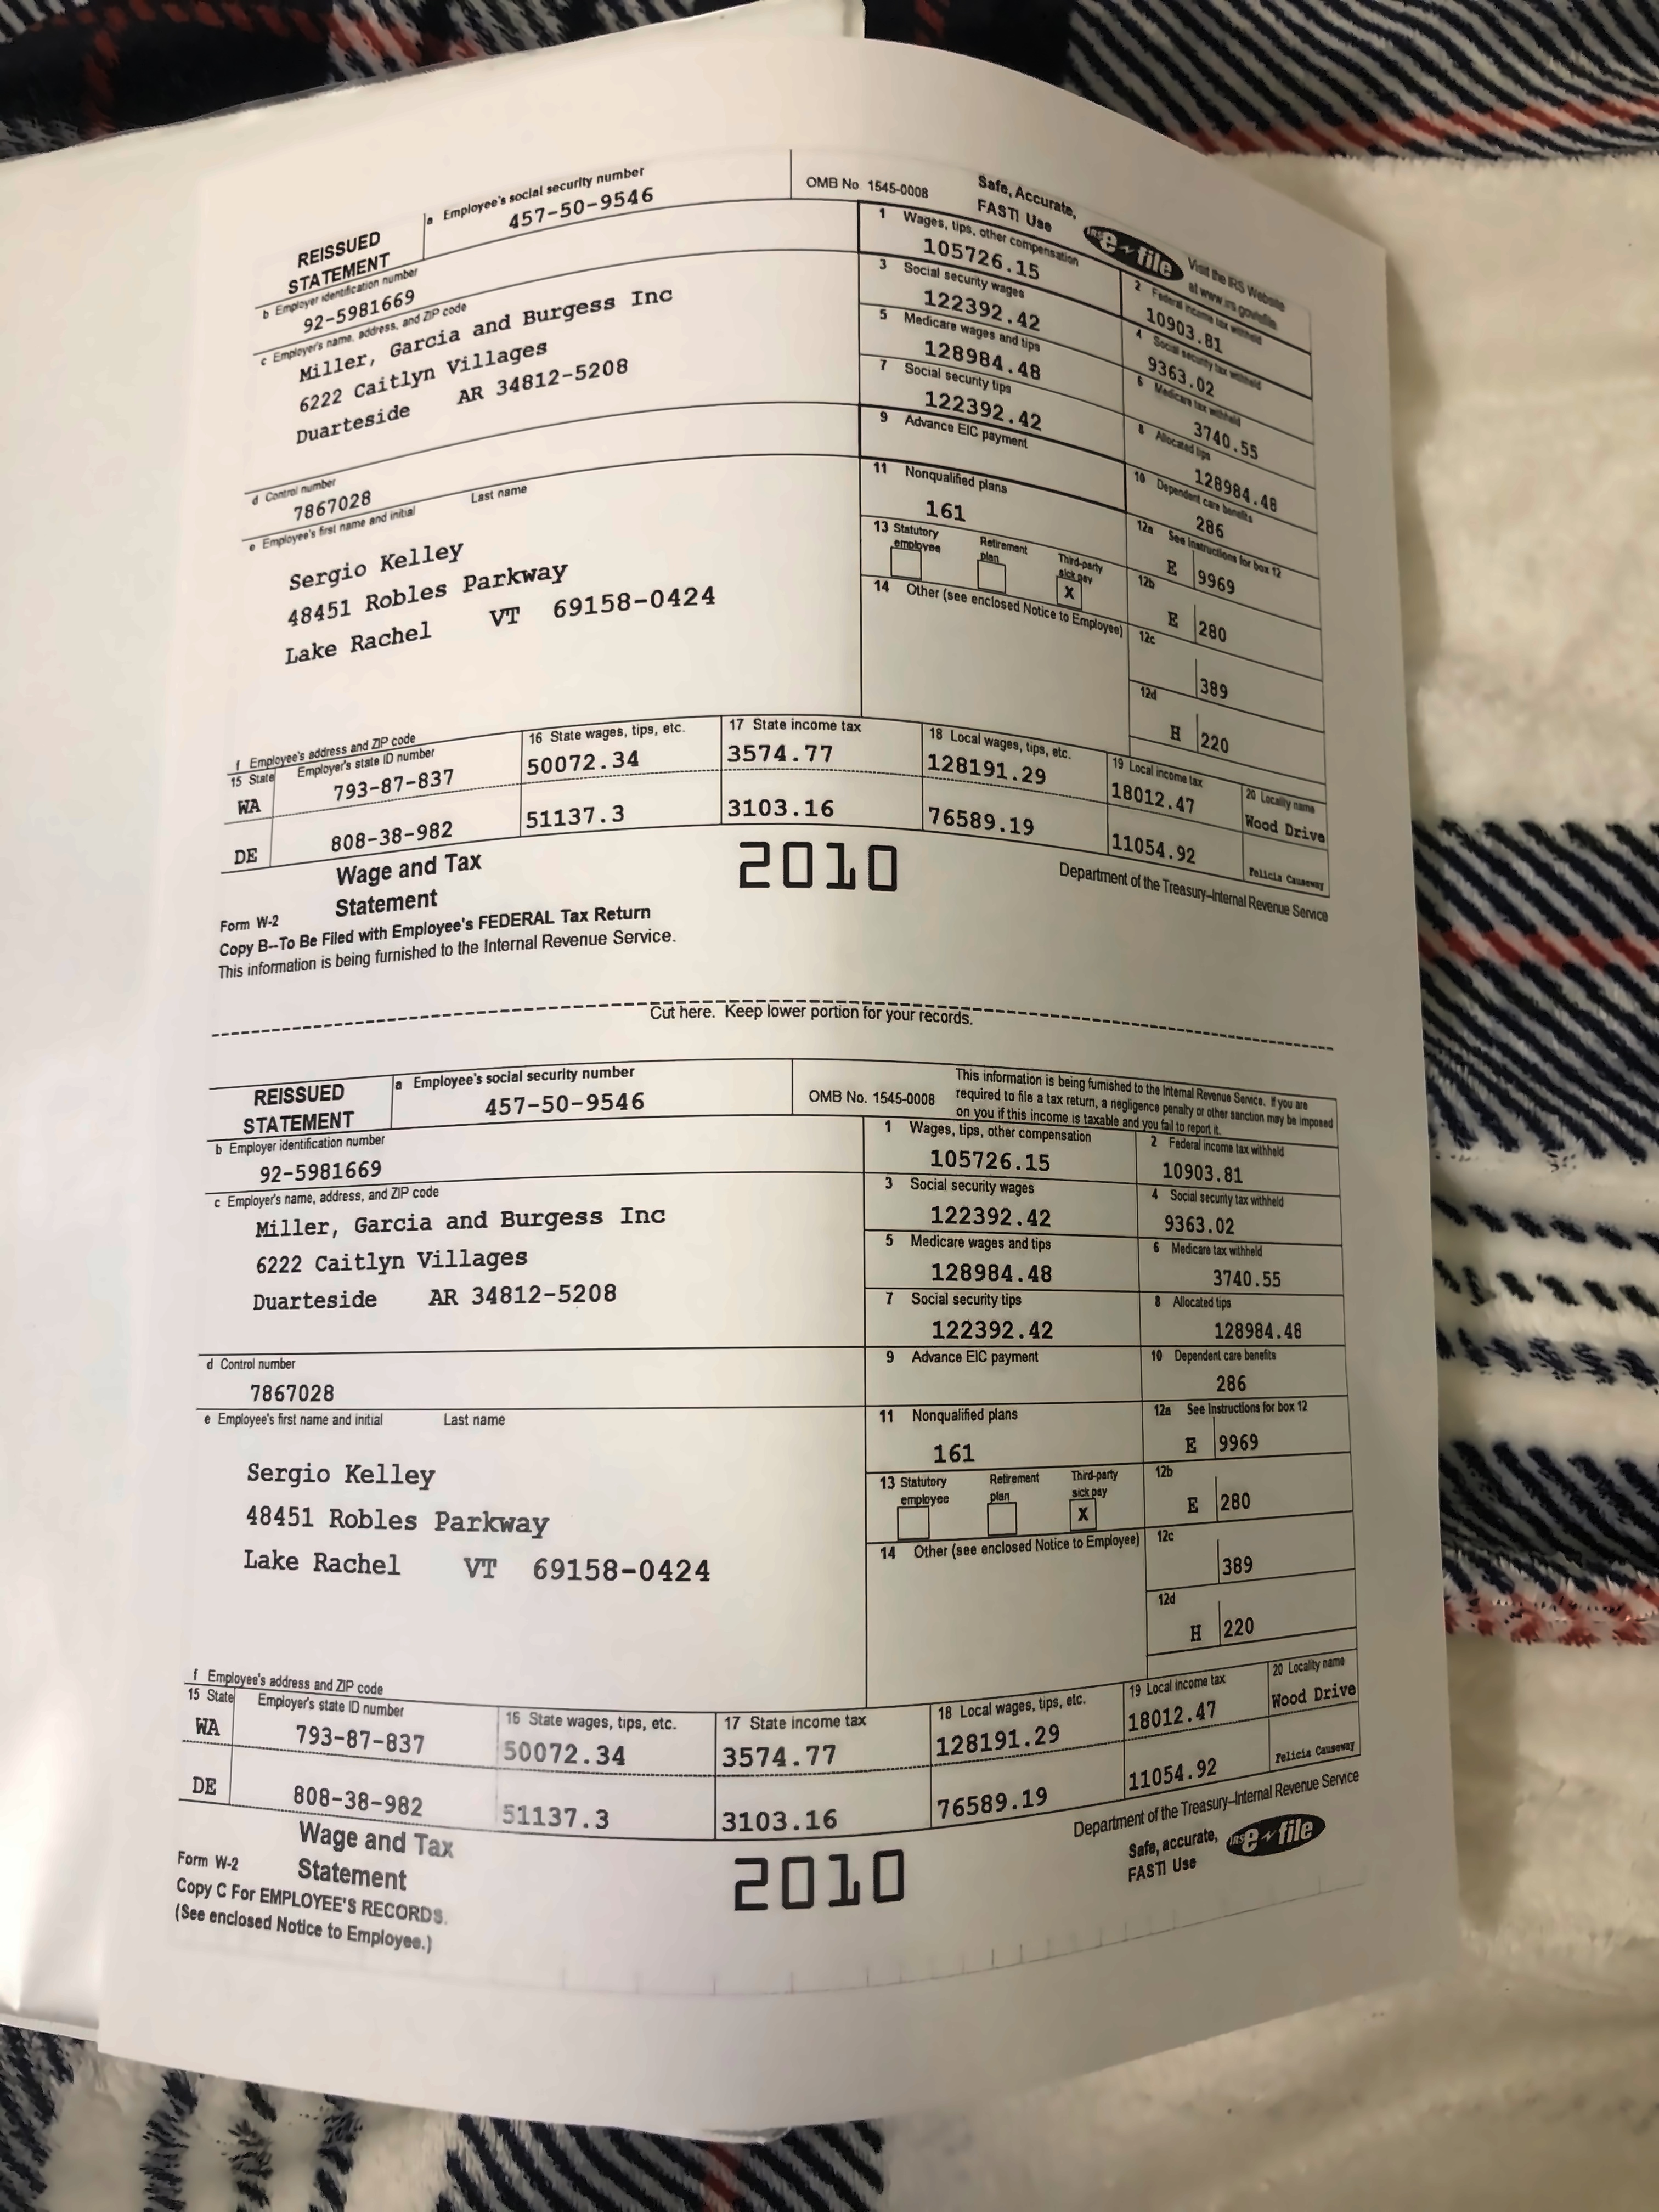 REISSUED
STATEMENT
a Employee's social security number
457-50-9546
OMB No. 1545-0008
Safe, Accurate,
FAST! Use
IRS e~file
Visit the IRS Website
at www.irs.gov/efile
b Employer identification number
92-5981669
c Employer's name, address, and ZIP code
Miller, Garcia and Burgess Inc
6222 Caitlyn Villages
Duarteside AR 34812-5208
1 Wages, tips, other compensation
105726.15
2 Federal income tax withheld
10903.81
3 Social security wages
122392.42
4 Social security tax withheld
9363.02
5 Medicare wages and tips
128984.48
6 Medicare tax withheld
3740.55
7 Social security tips
122392.42
8 Allocated tips
128984.48
d Control number
7867028
9 Advance EIC payment
10 Dependent care benefits
286
e Employee's first name and initial Last name
Sergio Kelley
48451 Robles Parkway
Lake Rachel VT 69158-0424
11 Nonqualified plans
161
12a See Instructions for box 12
E 9969
13 Statutory employee Retirement plan Third-party sick pay
X
12b
E 280
14 Other (see enclosed Notice to Employee)
12c
389
12d
H 220
f Employee's address and ZIP code
15 State Employer's state ID number 16 State wages, tips, etc. 17 State income tax 18 Local wages, tips, etc. 19 Local income tax 20 Locality name
WA 793-87-837 50072.34 3574.77 128191.29 18012.47 Wood Drive
DE 808-38-982 51137.3 3103.16 76589.19 11054.92 Felicia Causeway
Form W-2 Wage and Tax
Statement
2010
Department of the Treasury--Internal Revenue Service
Copy B--To Be Filed with Employee's FEDERAL Tax Return
This information is being furnished to the Internal Revenue Service.
Cut here. Keep lower portion for your records.
REISSUED
STATEMENT
a Employee's social security number
457-50-9546
OMB No. 1545-0008
This information is being furnished to the Internal Revenue Service. If you are
required to file a tax return, a negligence penalty or other sanction may be imposed
on you if this income is taxable and you fail to report it.
b Employer identification number
92-5981669
c Employer's name, address, and ZIP code
Miller, Garcia and Burgess Inc
6222 Caitlyn Villages
Duarteside AR 34812-5208
1 Wages, tips, other compensation
105726.15
2 Federal income tax withheld
10903.81
3 Social security wages
122392.42
4 Social security tax withheld
9363.02
5 Medicare wages and tips
128984.48
6 Medicare tax withheld
3740.55
7 Social security tips
122392.42
8 Allocated tips
128984.48
d Control number
7867028
9 Advance EIC payment
10 Dependent care benefits
286
e Employee's first name and initial Last name
Sergio Kelley
48451 Robles Parkway
Lake Rachel VT 69158-0424
11 Nonqualified plans
161
12a See Instructions for box 12
E 9969
13 Statutory employee Retirement plan Third-party sick pay
X
12b
E 280
14 Other (see enclosed Notice to Employee)
12c
389
12d
H 220
f Employee's address and ZIP code
15 State Employer's state ID number 16 State wages, tips, etc. 17 State income tax 18 Local wages, tips, etc. 19 Local income tax 20 Locality name
WA 793-87-837 50072.34 3574.77 128191.29 18012.47 Wood Drive
DE 808-38-982 51137.3 3103.16 76589.19 11054.92 Felicia Causeway
Form W-2 Wage and Tax
Statement
2010
Department of the Treasury--Internal Revenue Service
Safe, accurate,
FAST! Use
IRS e~file
Copy C For EMPLOYEE'S RECORDS.
(See enclosed Notice to Employee.)